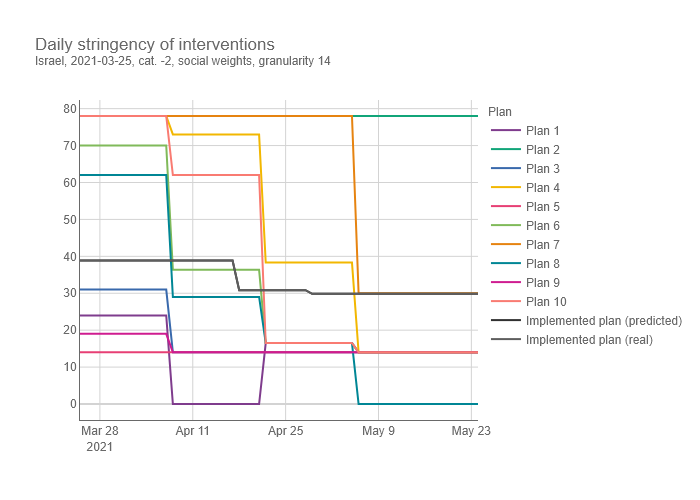 Daily stringency of interventions
Israel, 2021-03-25, cat. -2, social weights, granularity 14
80
70
60
50
40
30
20
10
0
Mar 28 Apr 11 Apr 25 May 9 May 23
2021
Plan
Plan 1
Plan 2
Plan 3
Plan 4
Plan 5
Plan 6
Plan 7
Plan 8
Plan 9
Plan 10
Implemented plan (predicted)
Implemented plan (real)